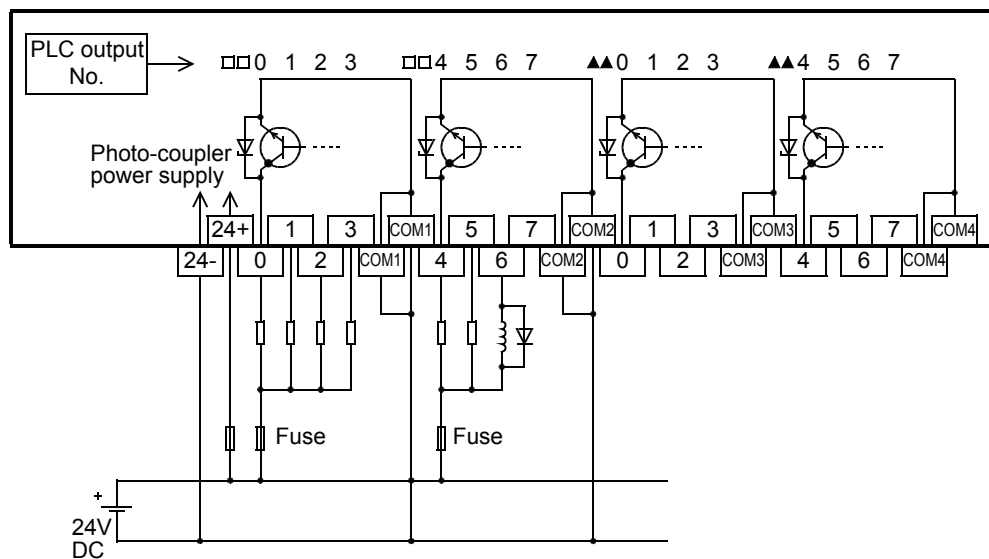 PLC output
No.
□□0 1 2 3 □□4 5 6 7 ▲▲0 1 2 3 ▲▲4 5 6 7
Photo-coupler
power supply
24+ 1 3 COM1 5 7 COM2 1 3 COM3 5 7 COM4
24- 0 2 COM1 4 6 COM2 0 2 COM3 4 6 COM4
Fuse Fuse
+
24V
DC